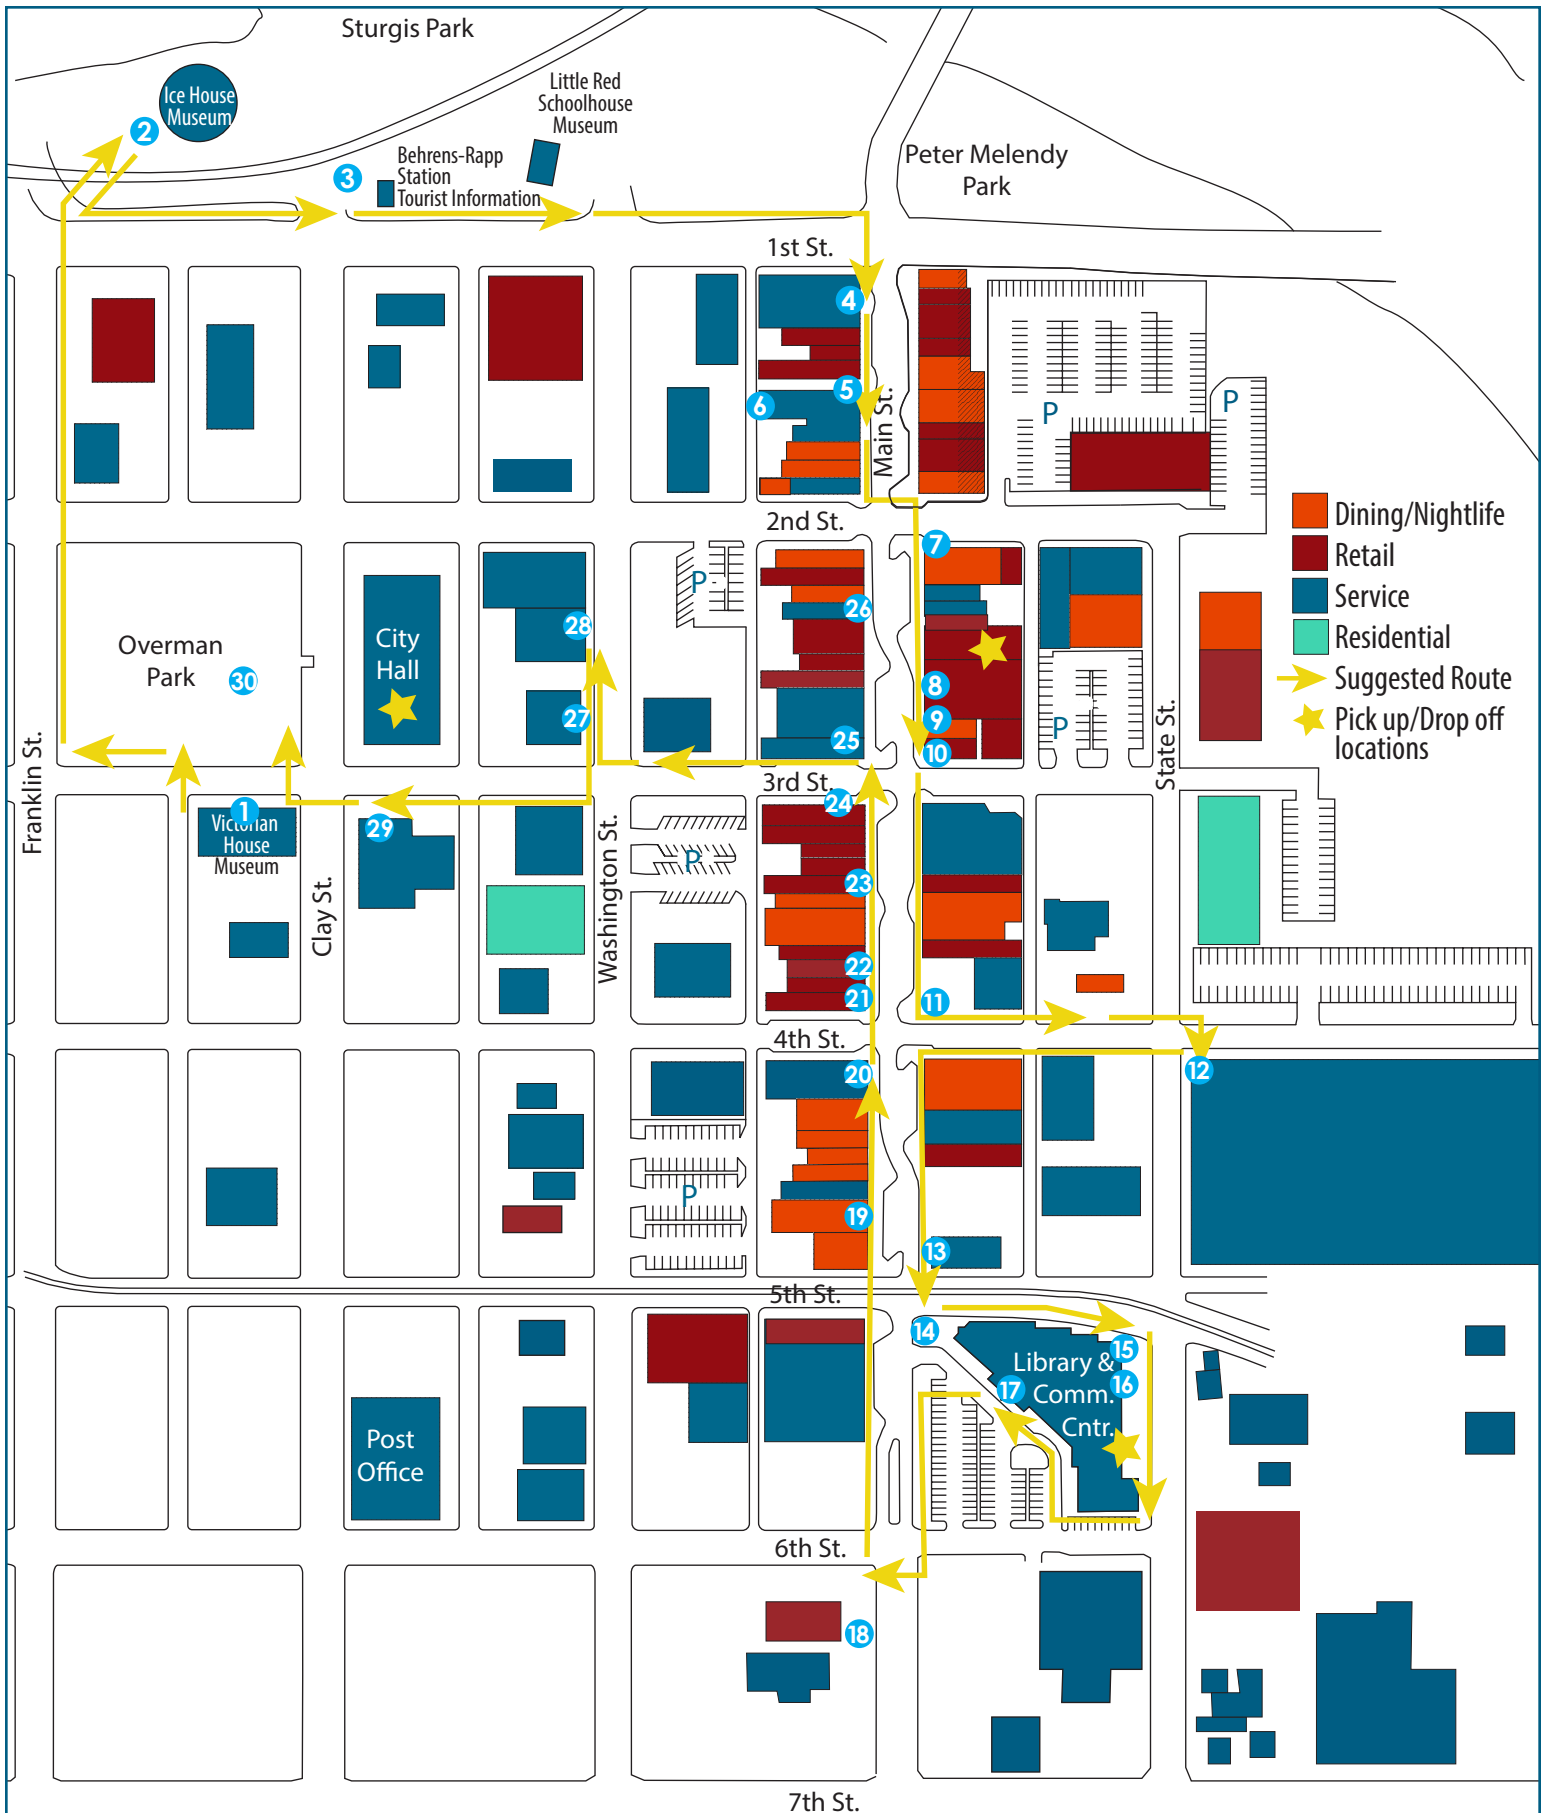 Sturgis Park
Ice House
Museum
2
Little Red
Schoolhouse
Museum
3
Behrens-Rapp
Station
Tourist Information
Peter Melendy
Park
1st St.
4
5
6
Main St.
P
P
2nd St.
7
Dining/Nightlife
Retail
Service
Residential
Suggested Route
Pick up/Drop off
locations
P
26
28
City
Hall
Overman
Park
30
8
27
9
25
10
P
State St.
Franklin St.
3rd St.
24
1
Victorian
House
Museum
29
Clay St.
Washington St.
P
23
22
21
11
4th St.
20
12
P
19
13
5th St.
14
15
Library &
Comm.
Cntr.
16
17
Post
Office
6th St.
18
7th St.